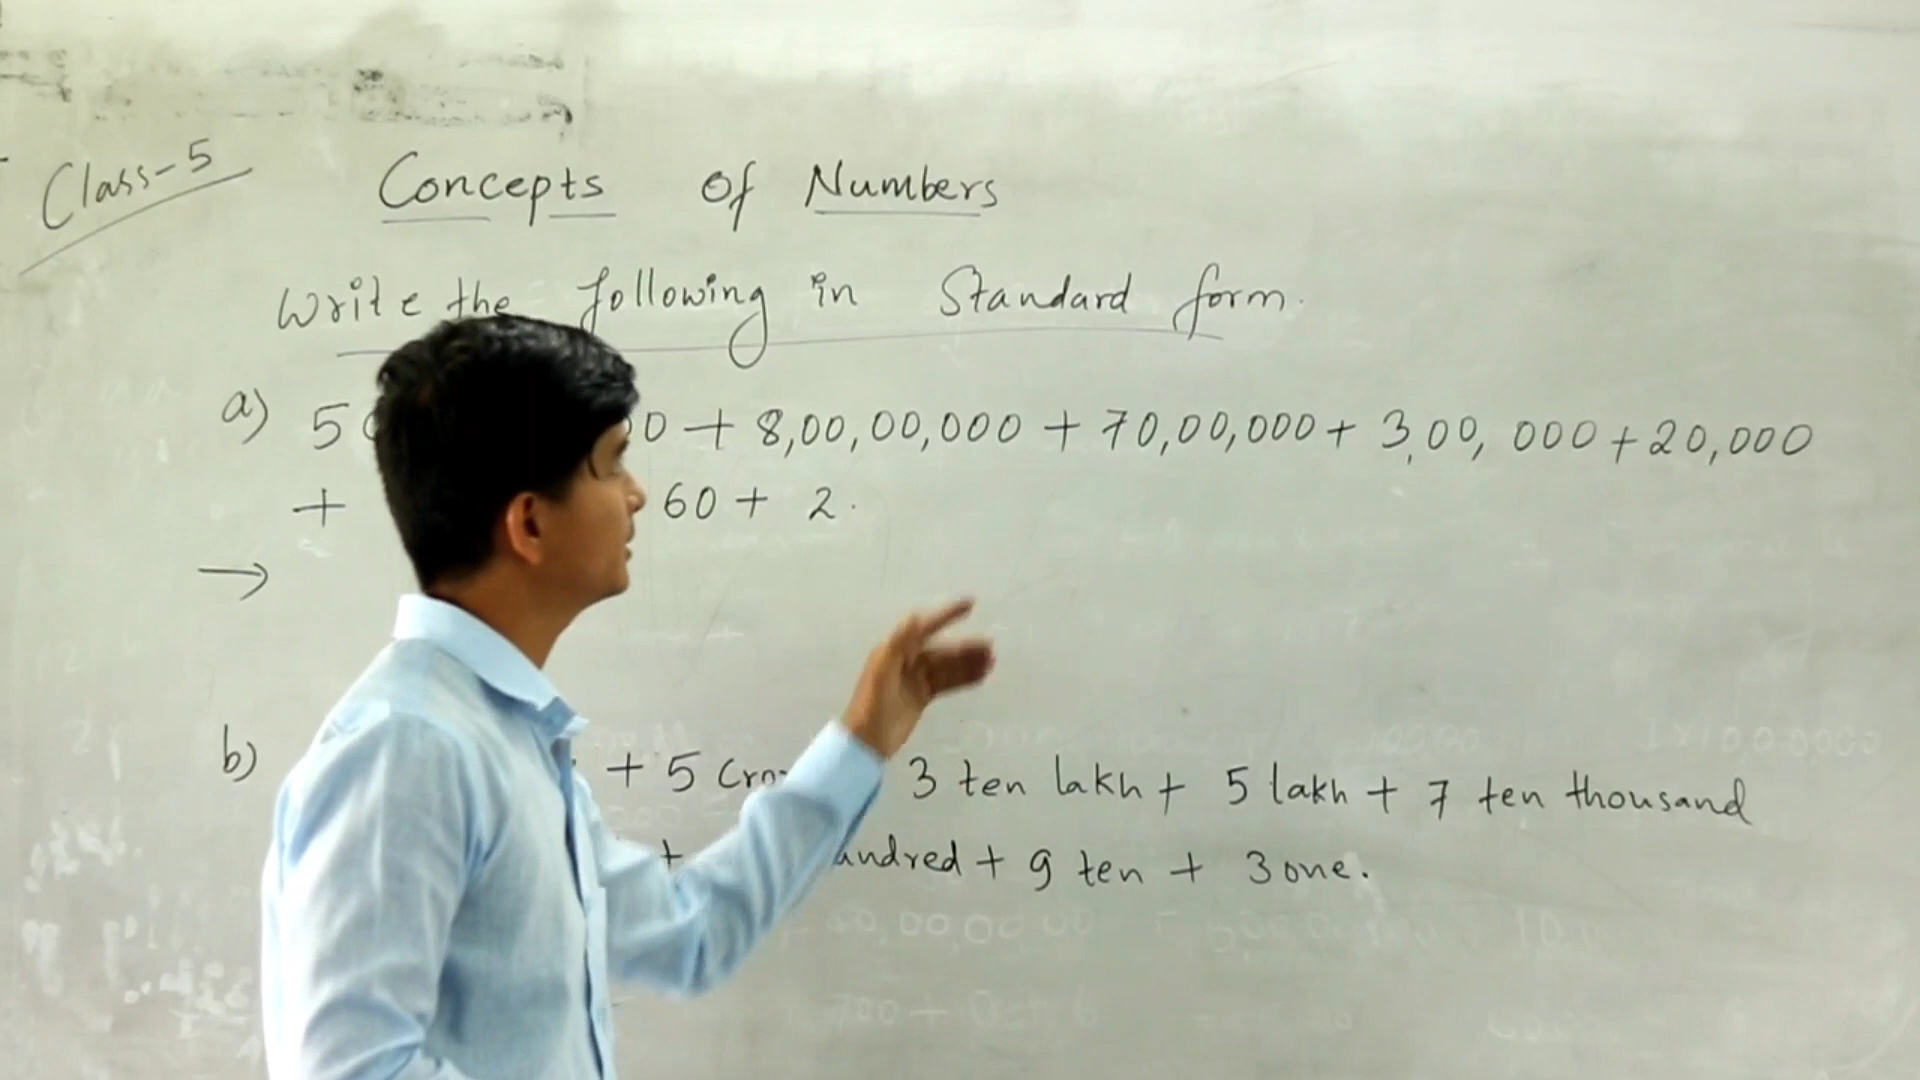 Class-5
Concepts of Numbers
Write the following in Standard form.
a) 5 0 + 8,00,00,000 + 70,00,000 + 3,00,000 + 20,000
+ 60 + 2.
→
b) + 5 3 ten lakh + 5 lakh + 7 ten thousand
+ + 9 ten + 3 one.